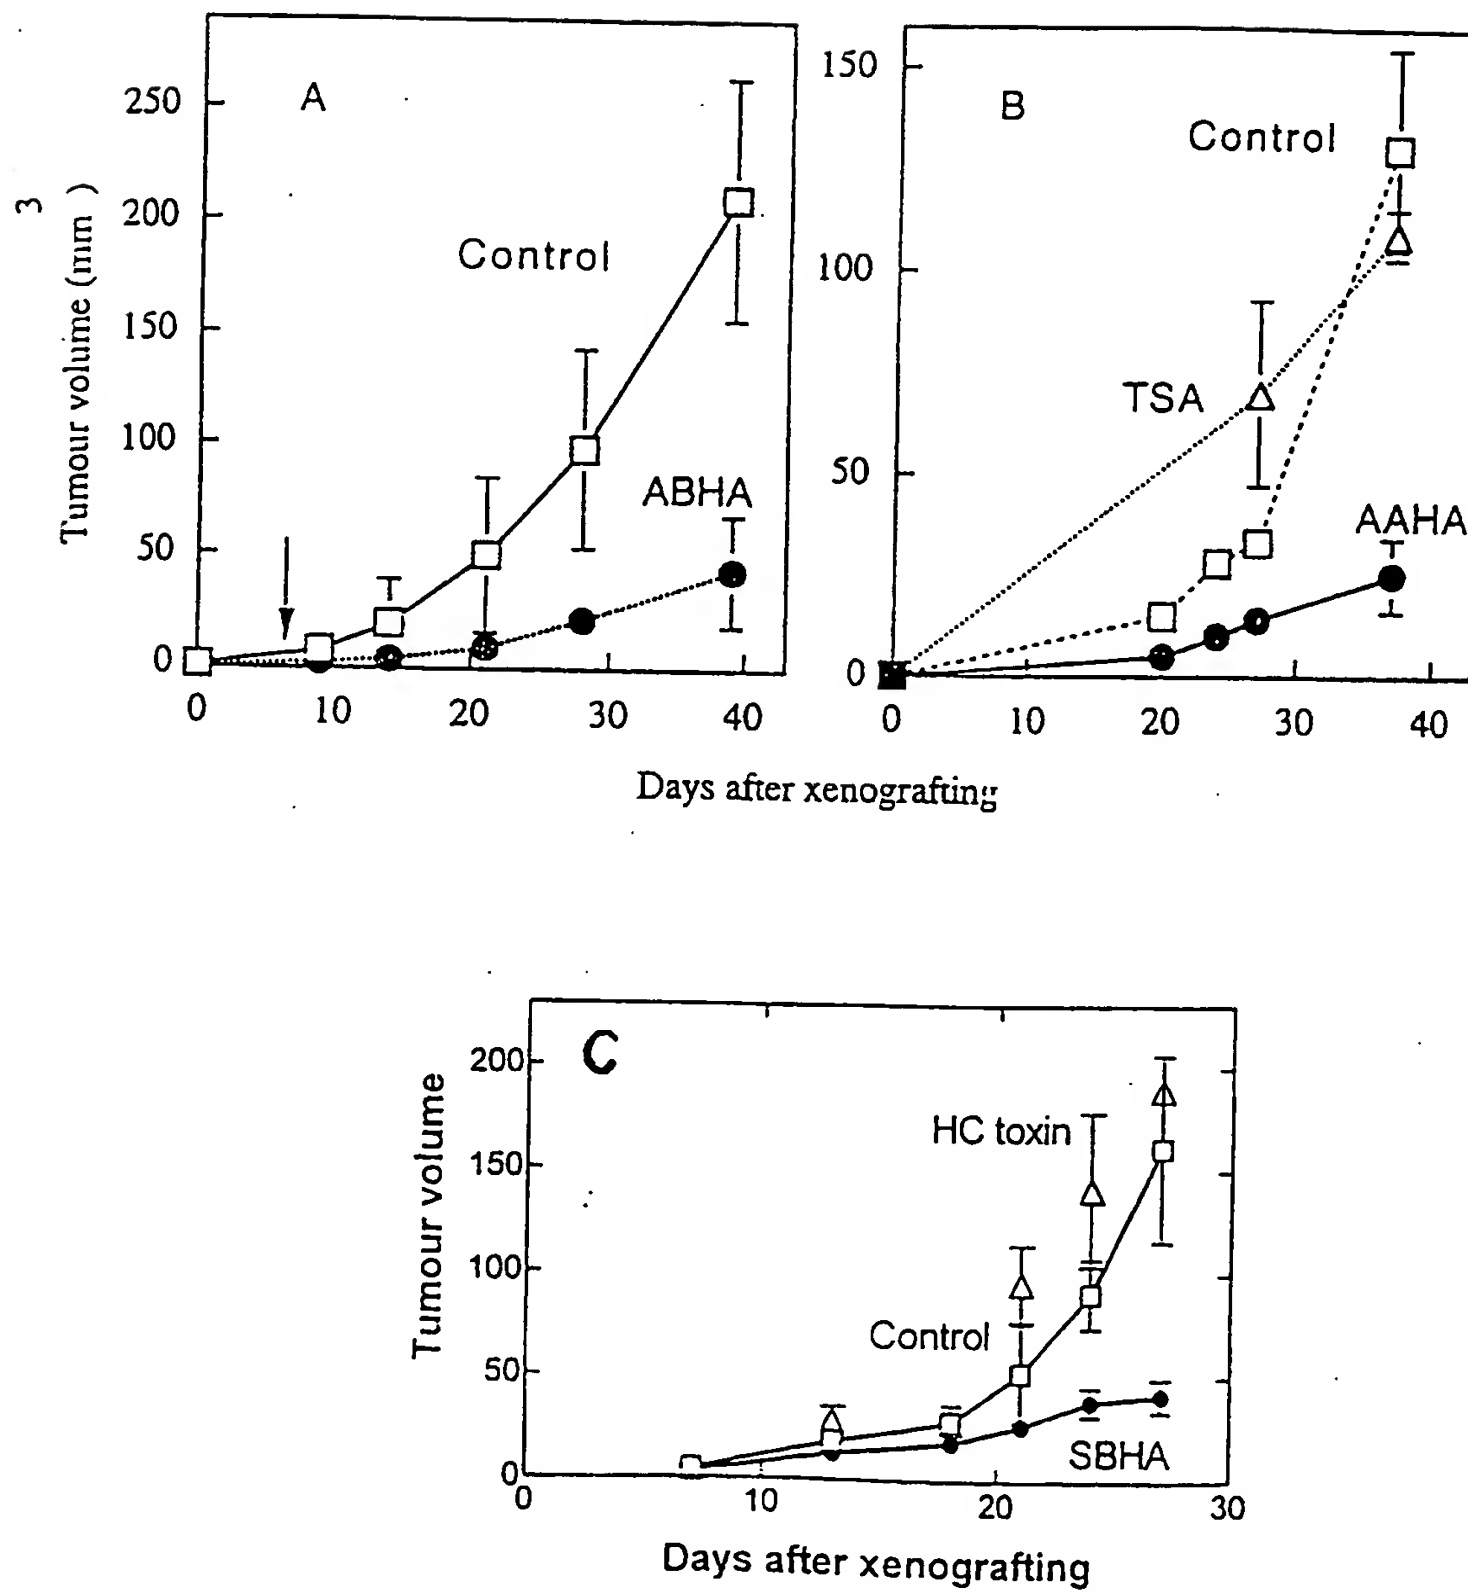 A
250
200
150
100
50
0
Tumour volume (mm )
3
Control
ABHA
0 10 20 30 40
B
150
100
50
0
Control
TSA
AAHA
0 10 20 30 40
Days after xenografting
C
200
150
100
50
0
Tumour volume
HC toxin
Control
SBHA
0 10 20 30
Days after xenografting